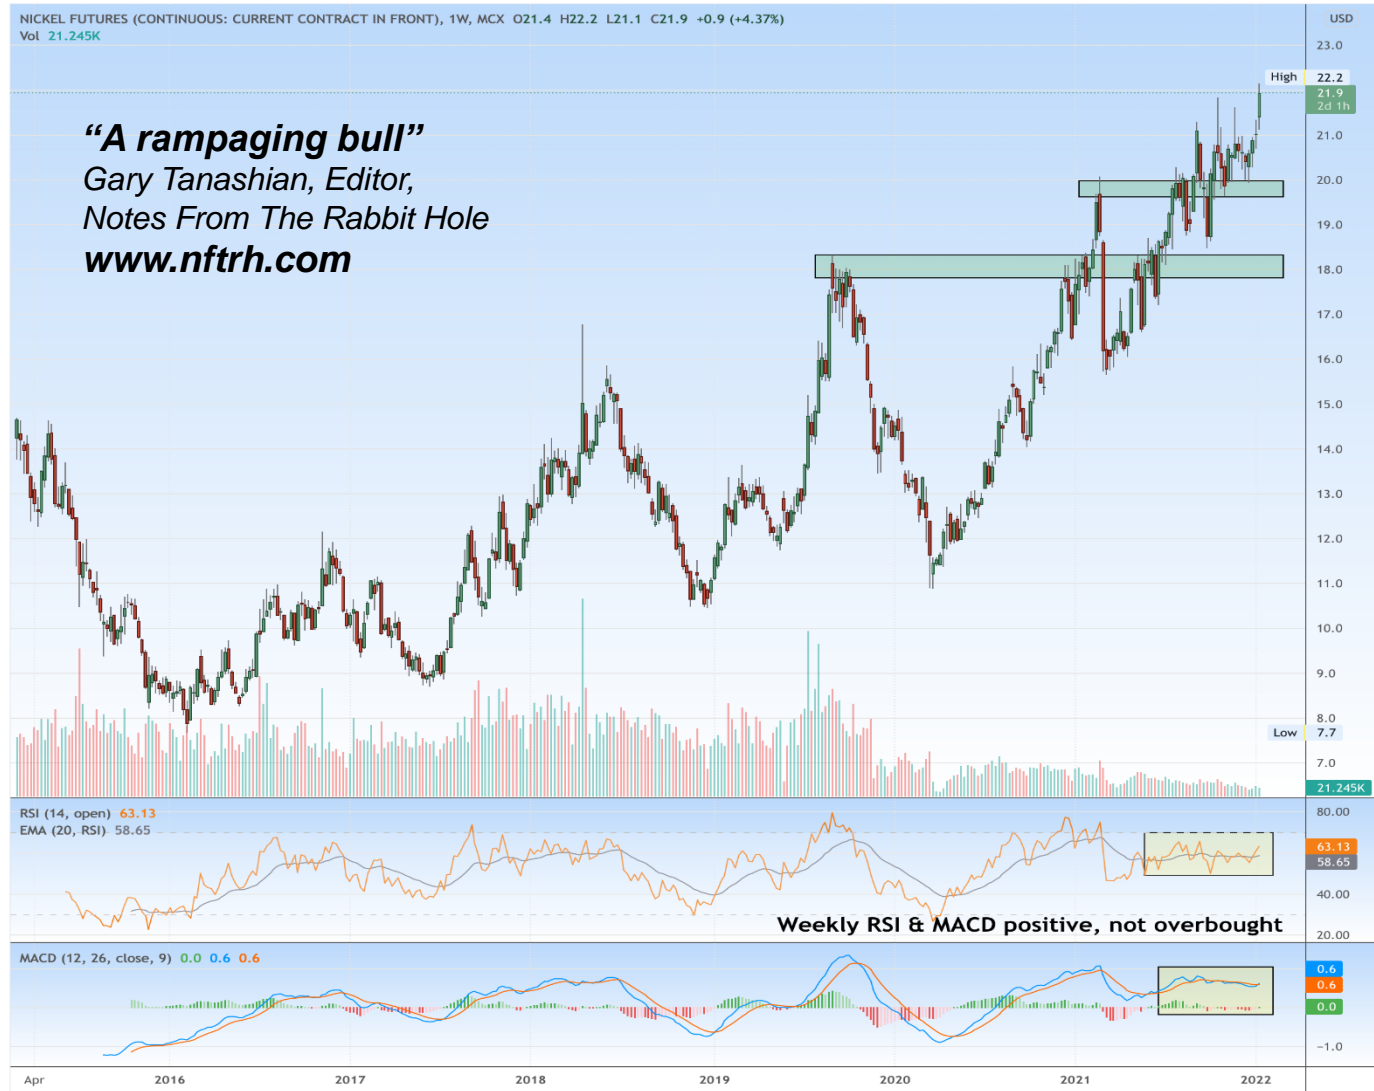 NICKEL FUTURES (CONTINUOUS: CURRENT CONTRACT IN FRONT), 1W, MCX O21.4 H22.2 L21.1 C21.9 +0.9 (+4.37%)
Vol 21.245K
USD
“A rampaging bull”
Gary Tanashian, Editor,
Notes From The Rabbit Hole
www.nftrh.com
23.0
High 22.2
21.9
2d 1h
21.0
20.0
19.0
18.0
17.0
16.0
15.0
14.0
13.0
12.0
11.0
10.0
9.0
8.0
Low 7.7
7.0
21.245K
RSI (14, open) 63.13
EMA (20, RSI) 58.65
80.00
63.13
58.65
40.00
20.00
Weekly RSI & MACD positive, not overbought
MACD (12, 26, close, 9) 0.0 0.6 0.6
0.6
0.6
0.0
−1.0
Apr 2016 2017 2018 2019 2020 2021 2022